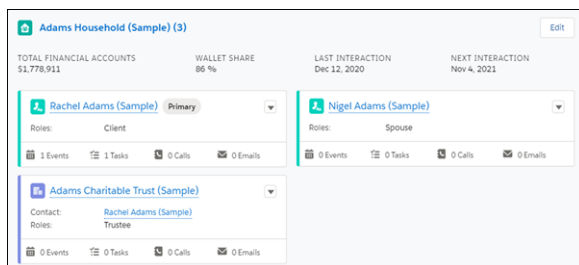 Adams Household (Sample) (3)
Edit
TOTAL FINANCIAL ACCOUNTS WALLET SHARE LAST INTERACTION NEXT INTERACTION
$1,778,911 86 % Dec 12, 2020 Nov 4, 2021
Rachel Adams (Sample) Primary
Roles: Client
1 Events 1 Tasks 0 Calls 0 Emails
Nigel Adams (Sample)
Roles: Spouse
0 Events 0 Tasks 0 Calls 0 Emails
Adams Charitable Trust (Sample)
Contact: Rachel Adams (Sample)
Roles: Trustee
0 Events 0 Tasks 0 Calls 0 Emails